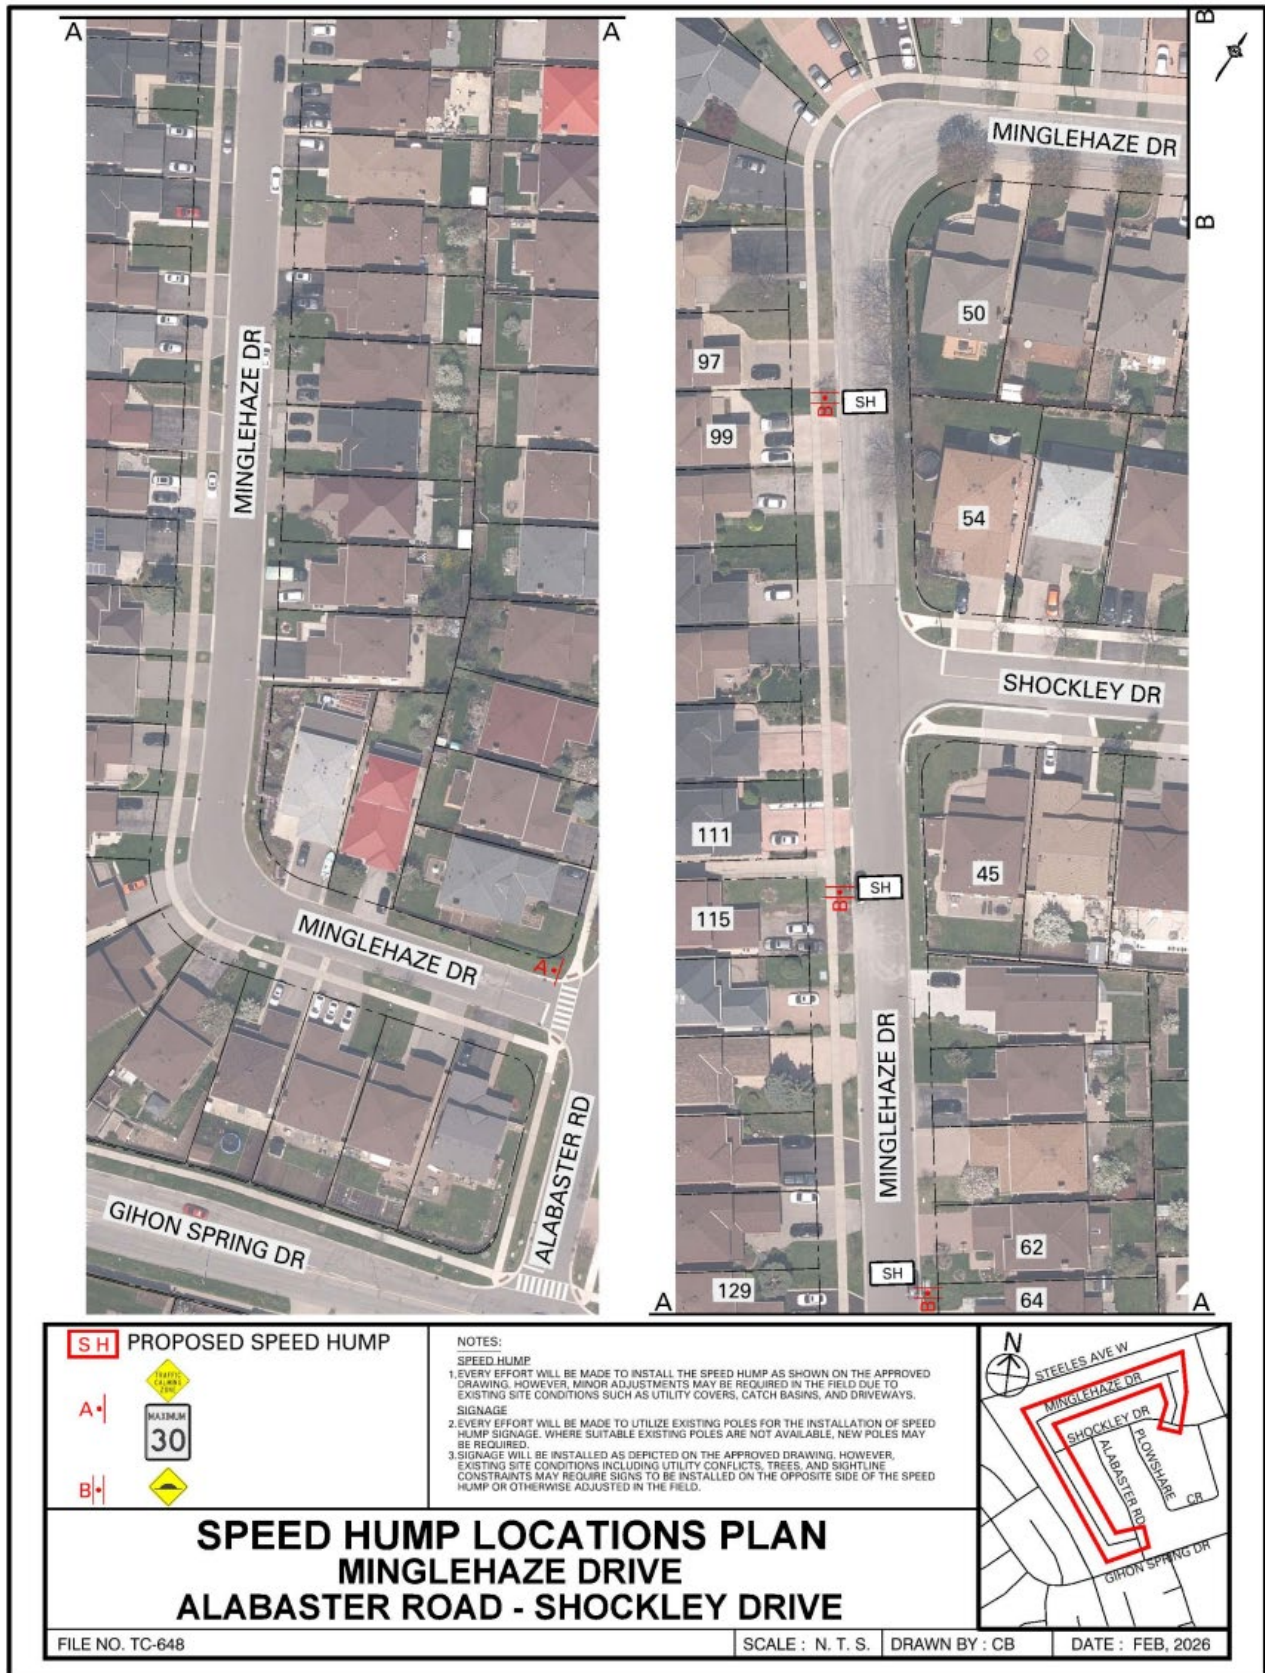 A
A
B
MINGLEHAZE DR
B
50
MINGLEHAZE DR
97
SH
B
99
54
SHOCKLEY DR
111
45
SH
B
115
MINGLEHAZE DR
A
MINGLEHAZE DR
ALABASTER RD
GIHON SPRING DR
62
SH
129
B
64
A
A
SH PROPOSED SPEED HUMP
TRAFFIC
CALMING
ZONE
A
MAXIMUM
30
B
NOTES:
SPEED HUMP
1. EVERY EFFORT WILL BE MADE TO INSTALL THE SPEED HUMP AS SHOWN ON THE APPROVED
DRAWING. HOWEVER, MINOR ADJUSTMENTS MAY BE REQUIRED IN THE FIELD DUE TO
EXISTING SITE CONDITIONS SUCH AS UTILITY COVERS, CATCH BASINS, AND DRIVEWAYS.
SIGNAGE
2. EVERY EFFORT WILL BE MADE TO UTILIZE EXISTING POLES FOR THE INSTALLATION OF SPEED
HUMP SIGNAGE. WHERE SUITABLE EXISTING POLES ARE NOT AVAILABLE, NEW POLES MAY
BE REQUIRED.
3. SIGNAGE WILL BE INSTALLED AS DEPICTED ON THE APPROVED DRAWING. HOWEVER,
EXISTING SITE CONDITIONS INCLUDING UTILITY CONFLICTS, TREES, AND SIGHTLINE
CONSTRAINTS MAY REQUIRE SIGNS TO BE INSTALLED ON THE OPPOSITE SIDE OF THE SPEED
HUMP OR OTHERWISE ADJUSTED IN THE FIELD.
N
STEELES AVE W
MINGLEHAZE DR
SHOCKLEY DR
PLOWSHARE
CR
ALABASTER RD
GIHON SPRING DR
SPEED HUMP LOCATIONS PLAN
MINGLEHAZE DRIVE
ALABASTER ROAD - SHOCKLEY DRIVE
FILE NO. TC-648
SCALE : N. T. S.
DRAWN BY : CB
DATE : FEB, 2026